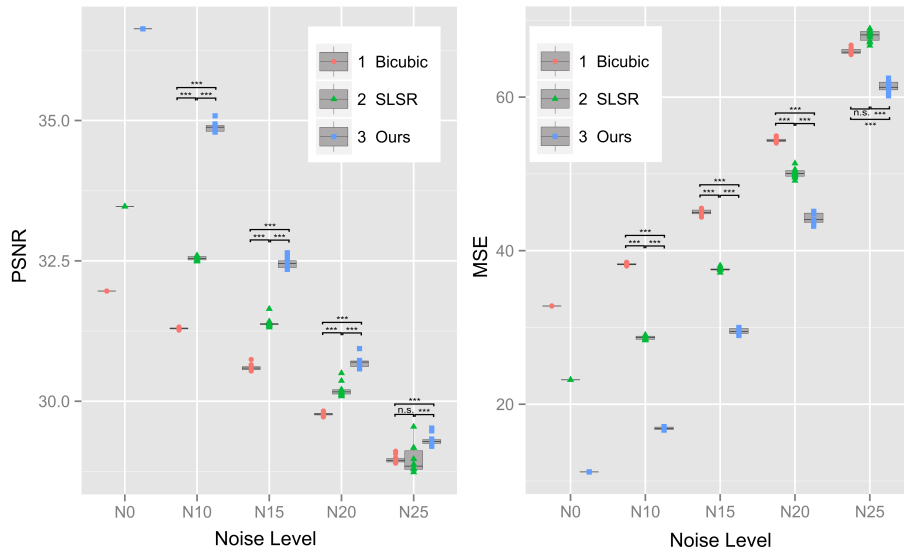 1 Bicubic
2 SLSR
3 Ours
35.0
32.5
30.0
PSNR
***
*** ***
***
*** ***
***
*** ***
***
n.s. ***
N0 N10 N15 N20 N25
Noise Level
1 Bicubic
2 SLSR
3 Ours
60
40
20
MSE
***
*** ***
***
*** ***
***
*** ***
n.s. ***
***
N0 N10 N15 N20 N25
Noise Level